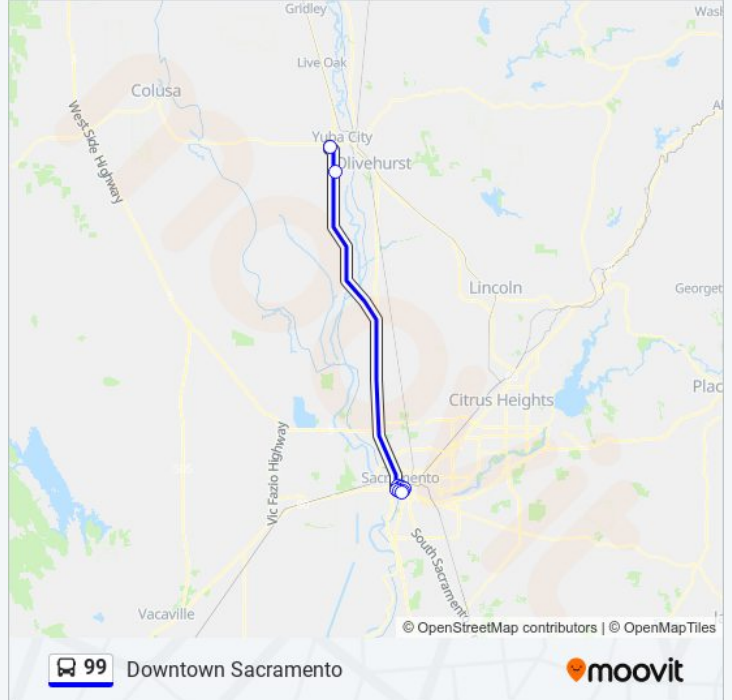 Gridley
Wash
Live Oak
Colusa
West Side Highway
Yuba City
Olivehurst
Lincoln
Georget
Citrus Heights
Plac
Vic Fazio Highway
Sacramento
South Sacramento
Vacaville
© OpenStreetMap contributors | © OpenMapTiles
99 Downtown Sacramento
moovit